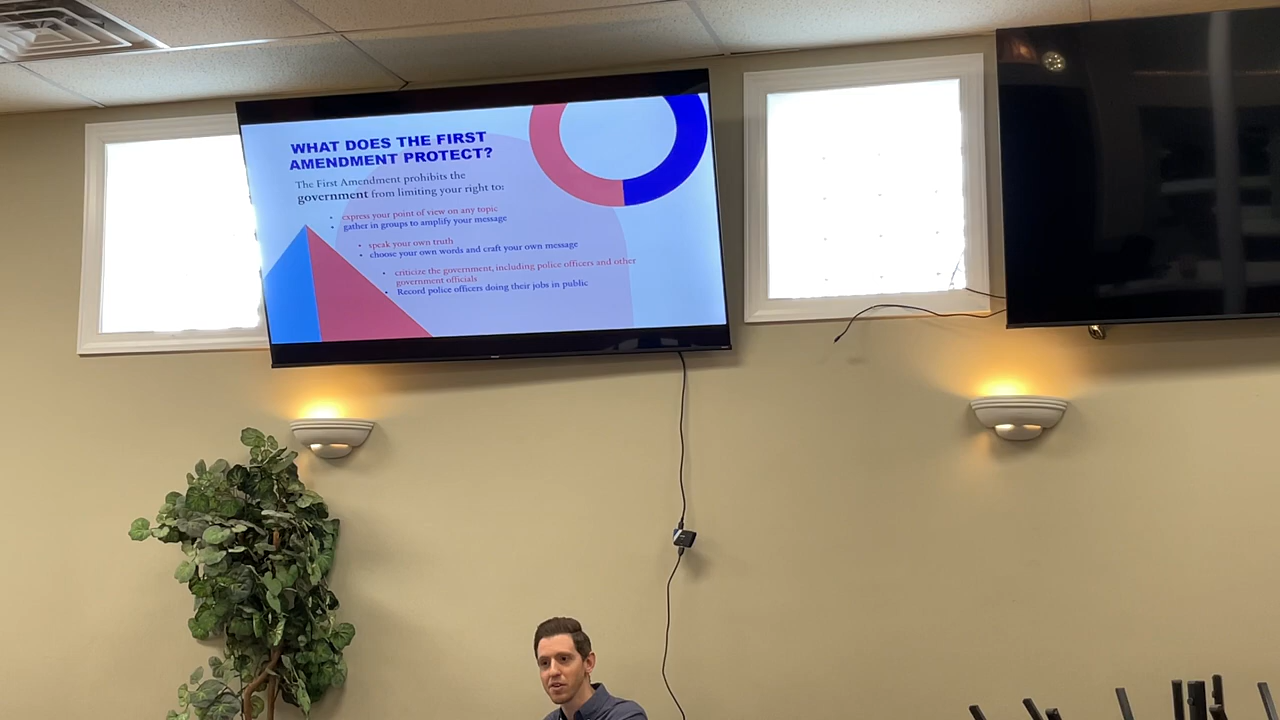 WHAT DOES THE FIRST
AMENDMENT PROTECT?
The First Amendment prohibits the
government from limiting your right to:
• express your point of view on any topic
• gather in groups to amplify your message
• speak your own truth
• choose your own words and craft your own message
• criticize the government, including police officers and other
government officials
• Record police officers doing their jobs in public